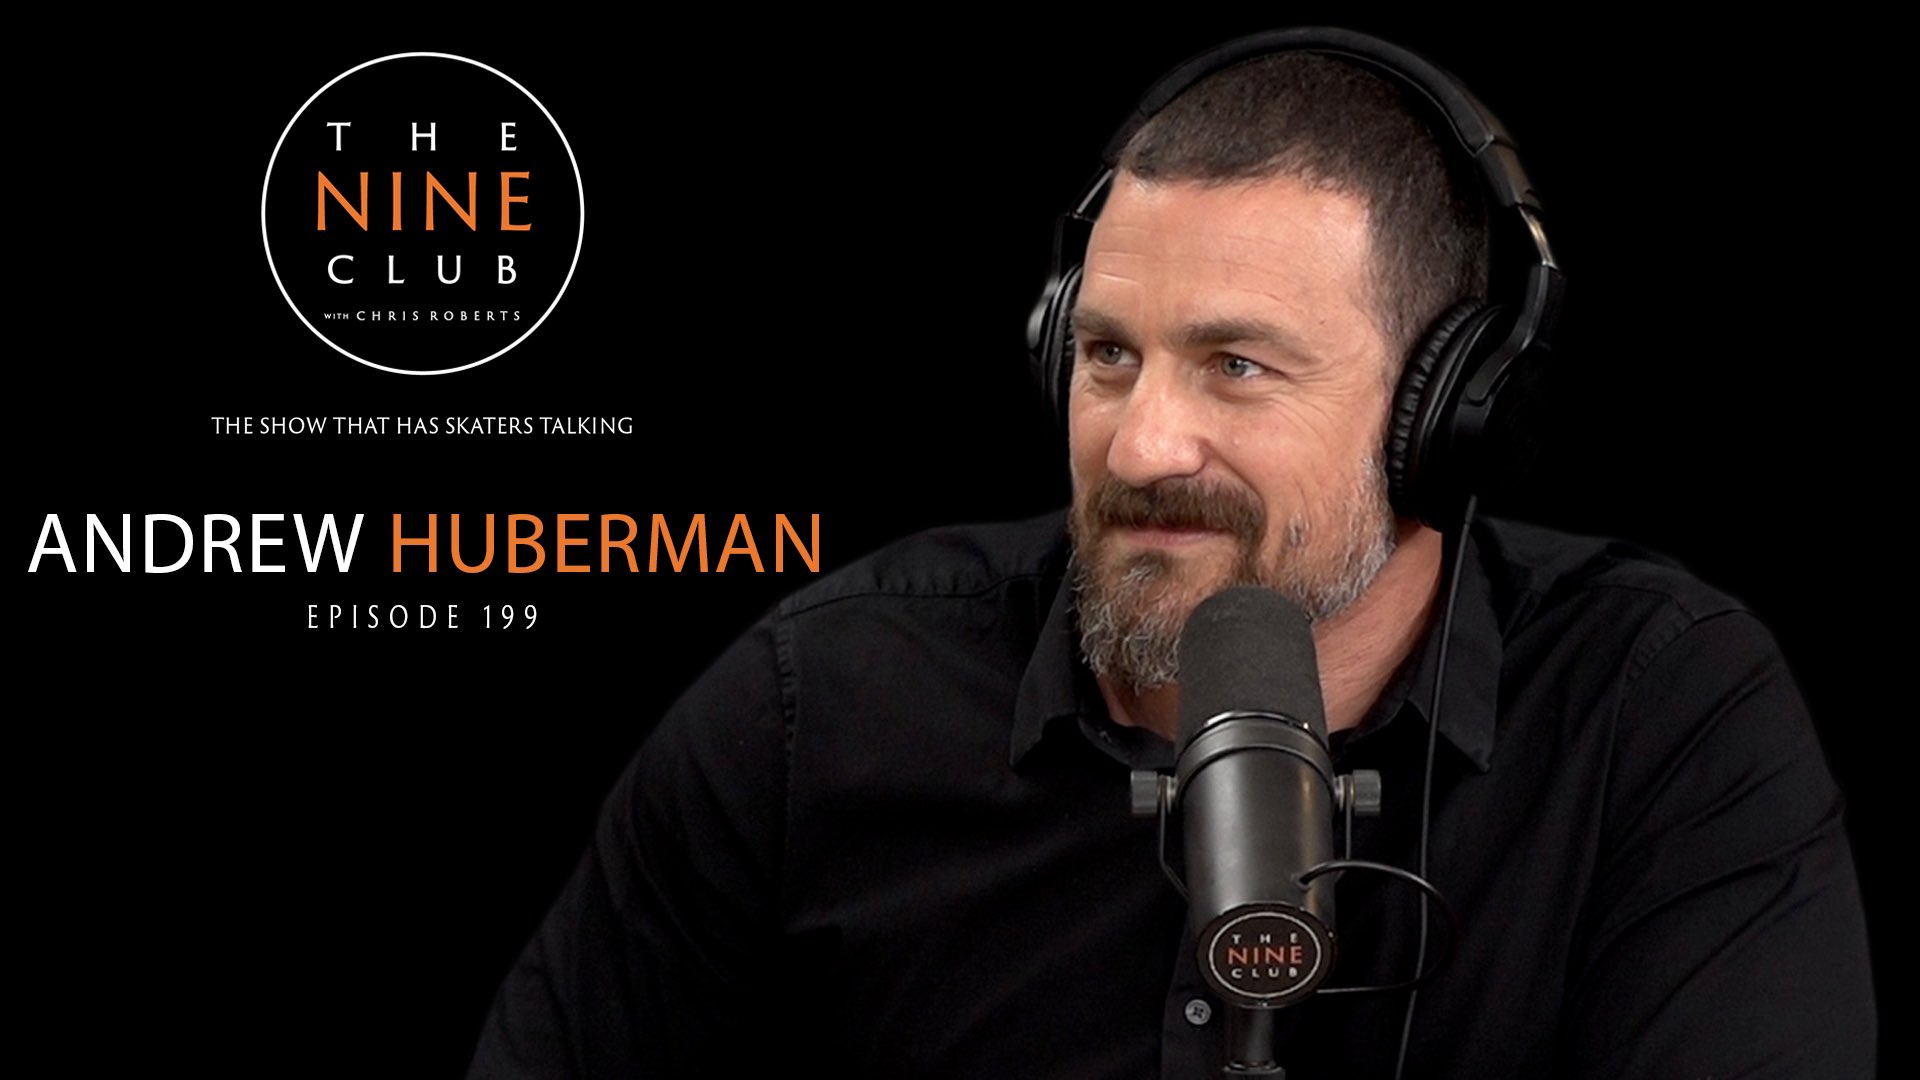 THE
NINE
CLUB
WITH CHRIS ROBERTS
THE SHOW THAT HAS SKATERS TALKING
ANDREW HUBERMAN
EPISODE 199
THE
NINE
CLUB